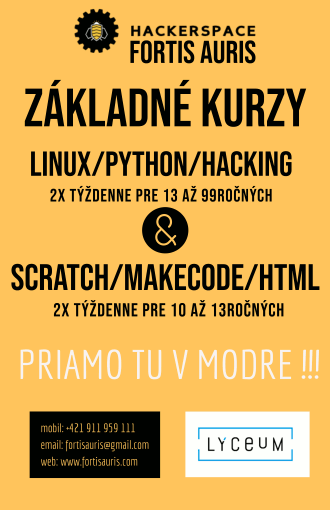 HACKERSPACE
FORTIS AURIS
ZÁKLADNÉ KURZY
LINUX/PYTHON/HACKING
2X TÝŽDENNE PRE 13 AŽ 99ROČNÝCH
&
SCRATCH/MAKECODE/HTML
2X TÝŽDENNE PRE 10 AŽ 13ROČNÝCH
PRIAMO TU V MODRE !!!
mobil: +421 911 959 111
email: fortisauris@gmail.com
web: www.fortisauris.com
LYCEUM